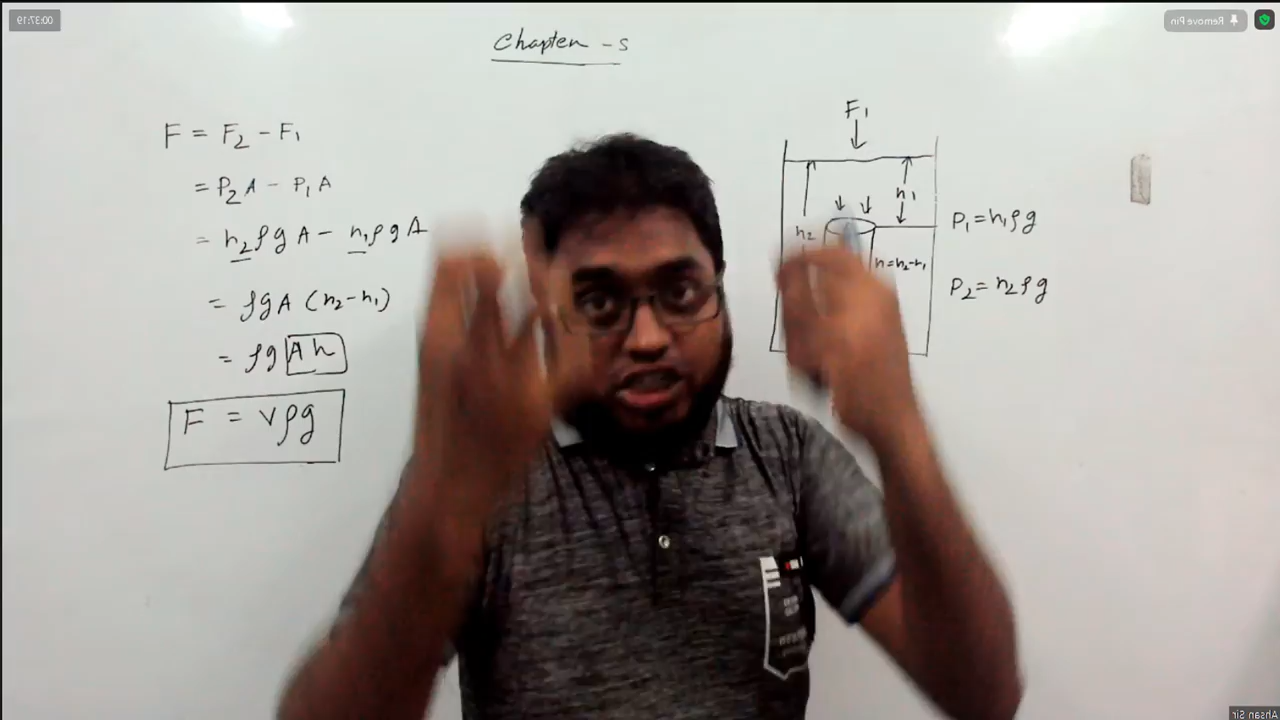 00:37:19
Remove Pin
Chapter - 5
F = F₂ - F₁
= P₂A - P₁A
= h₂ρgA - h₁ρgA
= ρgA (h₂-h₁)
= ρg Ah
F = vρg
F₁
h₁
h₂
h=h₂-h₁
P₁ = h₁ρg
P₂ = h₂ρg
Ahsan Sir